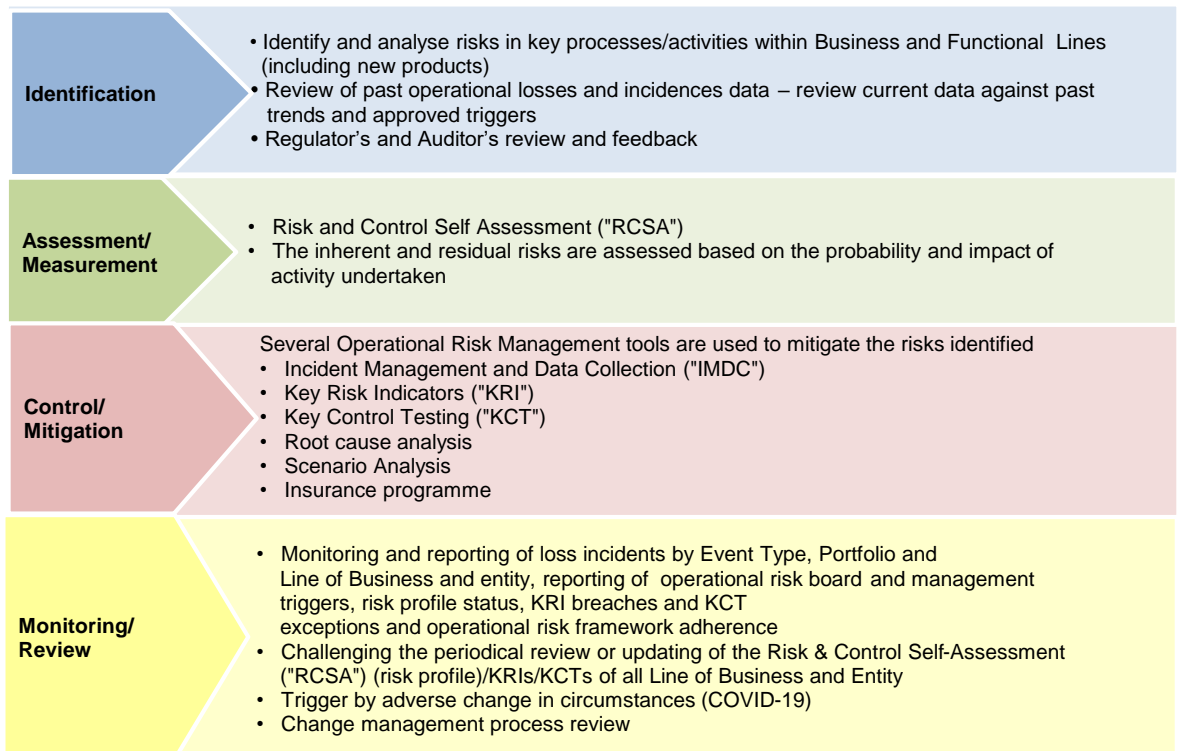 Identification
• Identify and analyse risks in key processes/activities within Business and Functional Lines
(including new products)
• Review of past operational losses and incidences data – review current data against past
trends and approved triggers
• Regulator's and Auditor's review and feedback
Assessment/
Measurement
• Risk and Control Self Assessment ("RCSA")
• The inherent and residual risks are assessed based on the probability and impact of
activity undertaken
Control/
Mitigation
Several Operational Risk Management tools are used to mitigate the risks identified
• Incident Management and Data Collection ("IMDC")
• Key Risk Indicators ("KRI")
• Key Control Testing ("KCT")
• Root cause analysis
• Scenario Analysis
• Insurance programme
Monitoring/
Review
• Monitoring and reporting of loss incidents by Event Type, Portfolio and
Line of Business and entity, reporting of operational risk board and management
triggers, risk profile status, KRI breaches and KCT
exceptions and operational risk framework adherence
• Challenging the periodical review or updating of the Risk & Control Self-Assessment
("RCSA") (risk profile)/KRIs/KCTs of all Line of Business and Entity
• Trigger by adverse change in circumstances (COVID-19)
• Change management process review